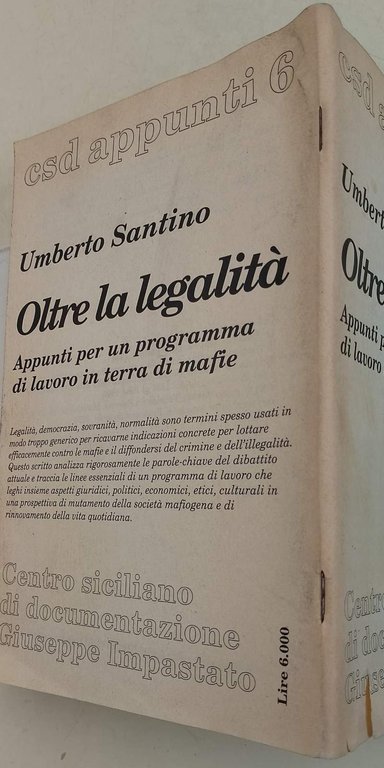 csd appunti 6
Umberto Santino
Oltre la legalità
Appunti per un programma
di lavoro in terra di mafie
Legalità, democrazia, sovranità, normalità sono termini spesso usati in
modo troppo generico per ricavarne indicazioni concrete per lottare
efficacemente contro le mafie e il diffondersi del crimine e dell'illegalità.
Questo scritto analizza rigorosamente le parole-chiave del dibattito
attuale e traccia le linee essenziali di un programma di lavoro che
leghi insieme aspetti giuridici, politici, economici, etici, culturali in
una prospettiva di mutamento della società mafiogena e di
rinnovamento della vita quotidiana.
Centro siciliano
di documentazione
Giuseppe Impastato
Lire 6.000
csd a
Umbert
Oltre
Appunti p
di lavoro
Centro
di doc
Giuse